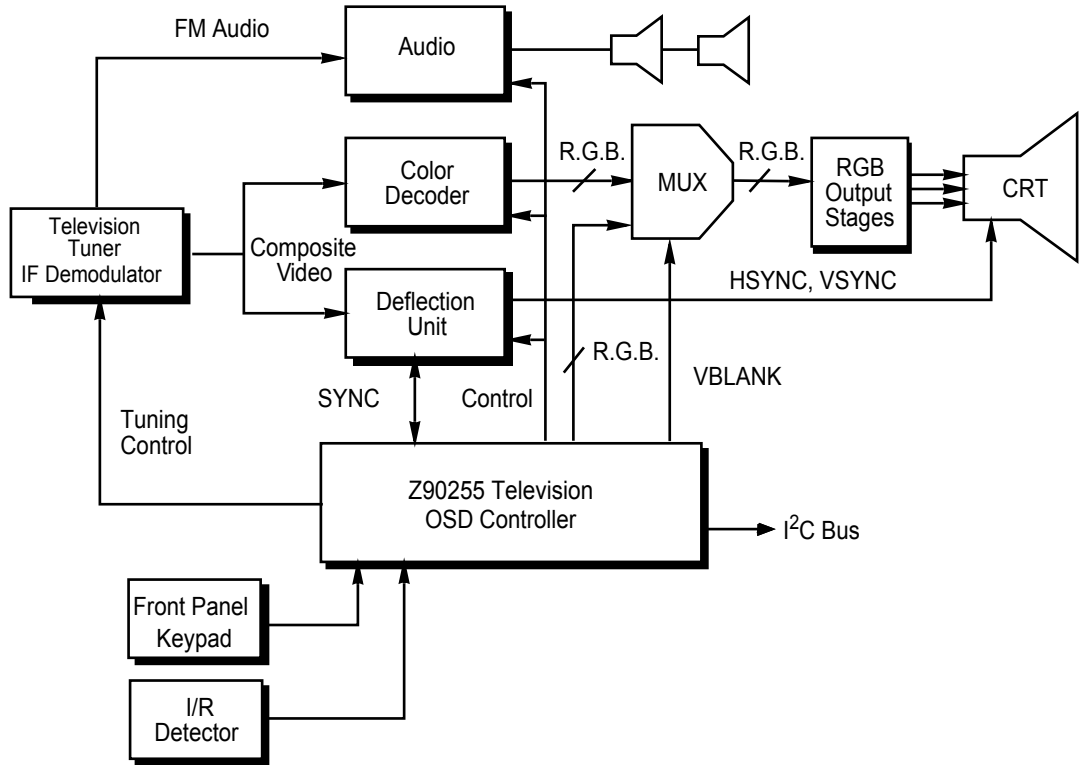 FM Audio
Audio
Color
Decoder
R.G.B.
MUX
R.G.B.
RGB
Output
Stages
CRT
Television
Tuner
IF Demodulator
Composite
Video
Deflection
Unit
HSYNC, VSYNC
R.G.B.
VBLANK
SYNC
Control
Tuning
Control
Z90255 Television
OSD Controller
I²C Bus
Front Panel
Keypad
I/R
Detector